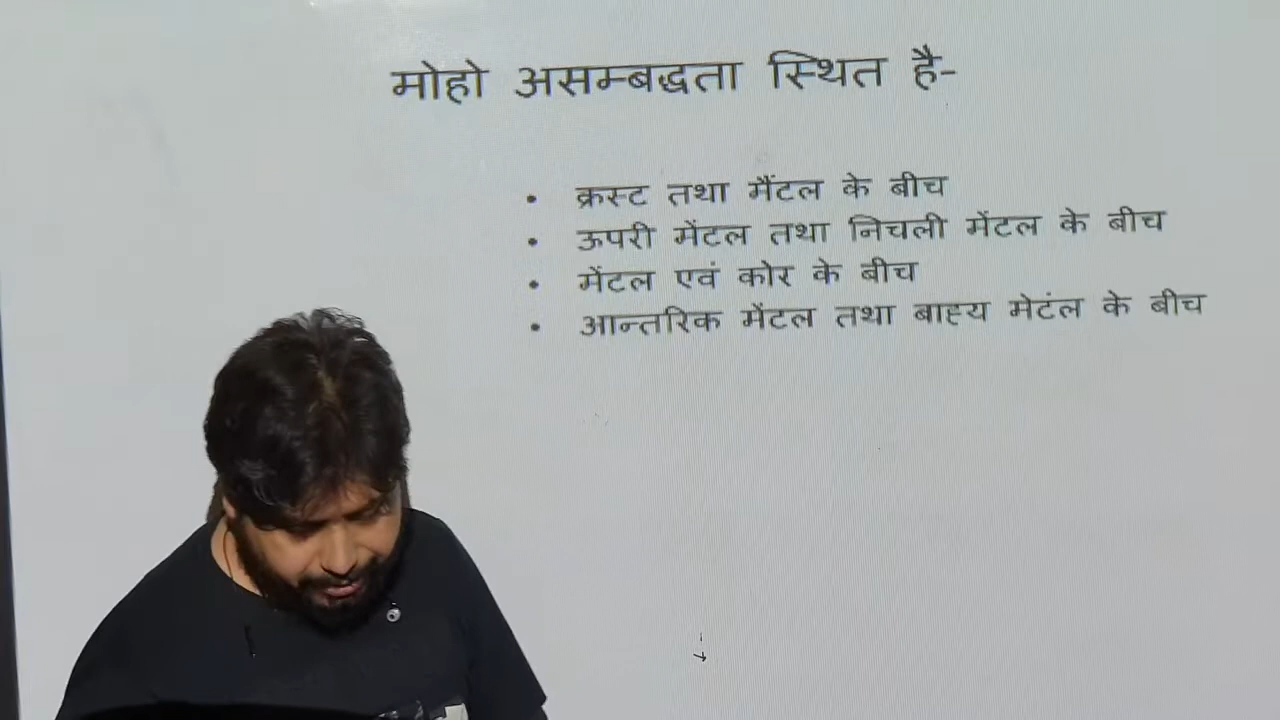 मोहो असम्बद्धता स्थित है-
• क्रस्ट तथा मैंटल के बीच
• ऊपरी मेंटल तथा निचली मेंटल के बीच
• मेंटल एवं कोर के बीच
• आन्तरिक मेंटल तथा बाह्य मेटंल के बीच